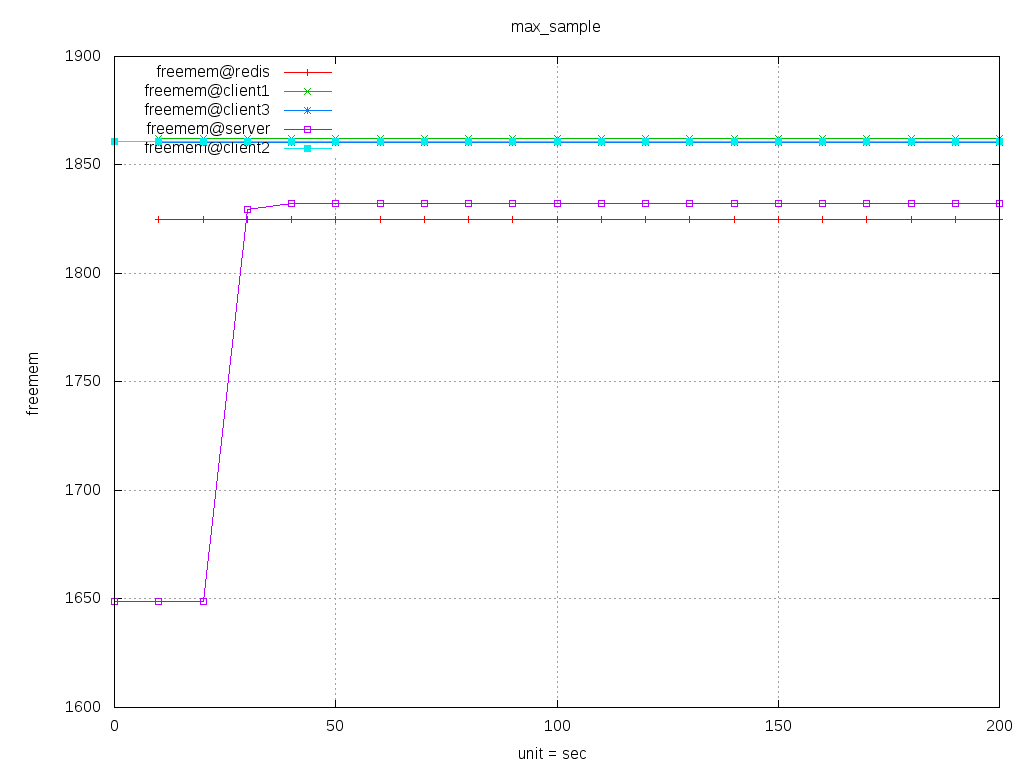 max_sample
1900
freemem@redis
freemem@client1
freemem@client3
freemem@server
freemem@client2
1850
1800
1750
freemem
1700
1650
1600
0 50 100 150 200
unit = sec